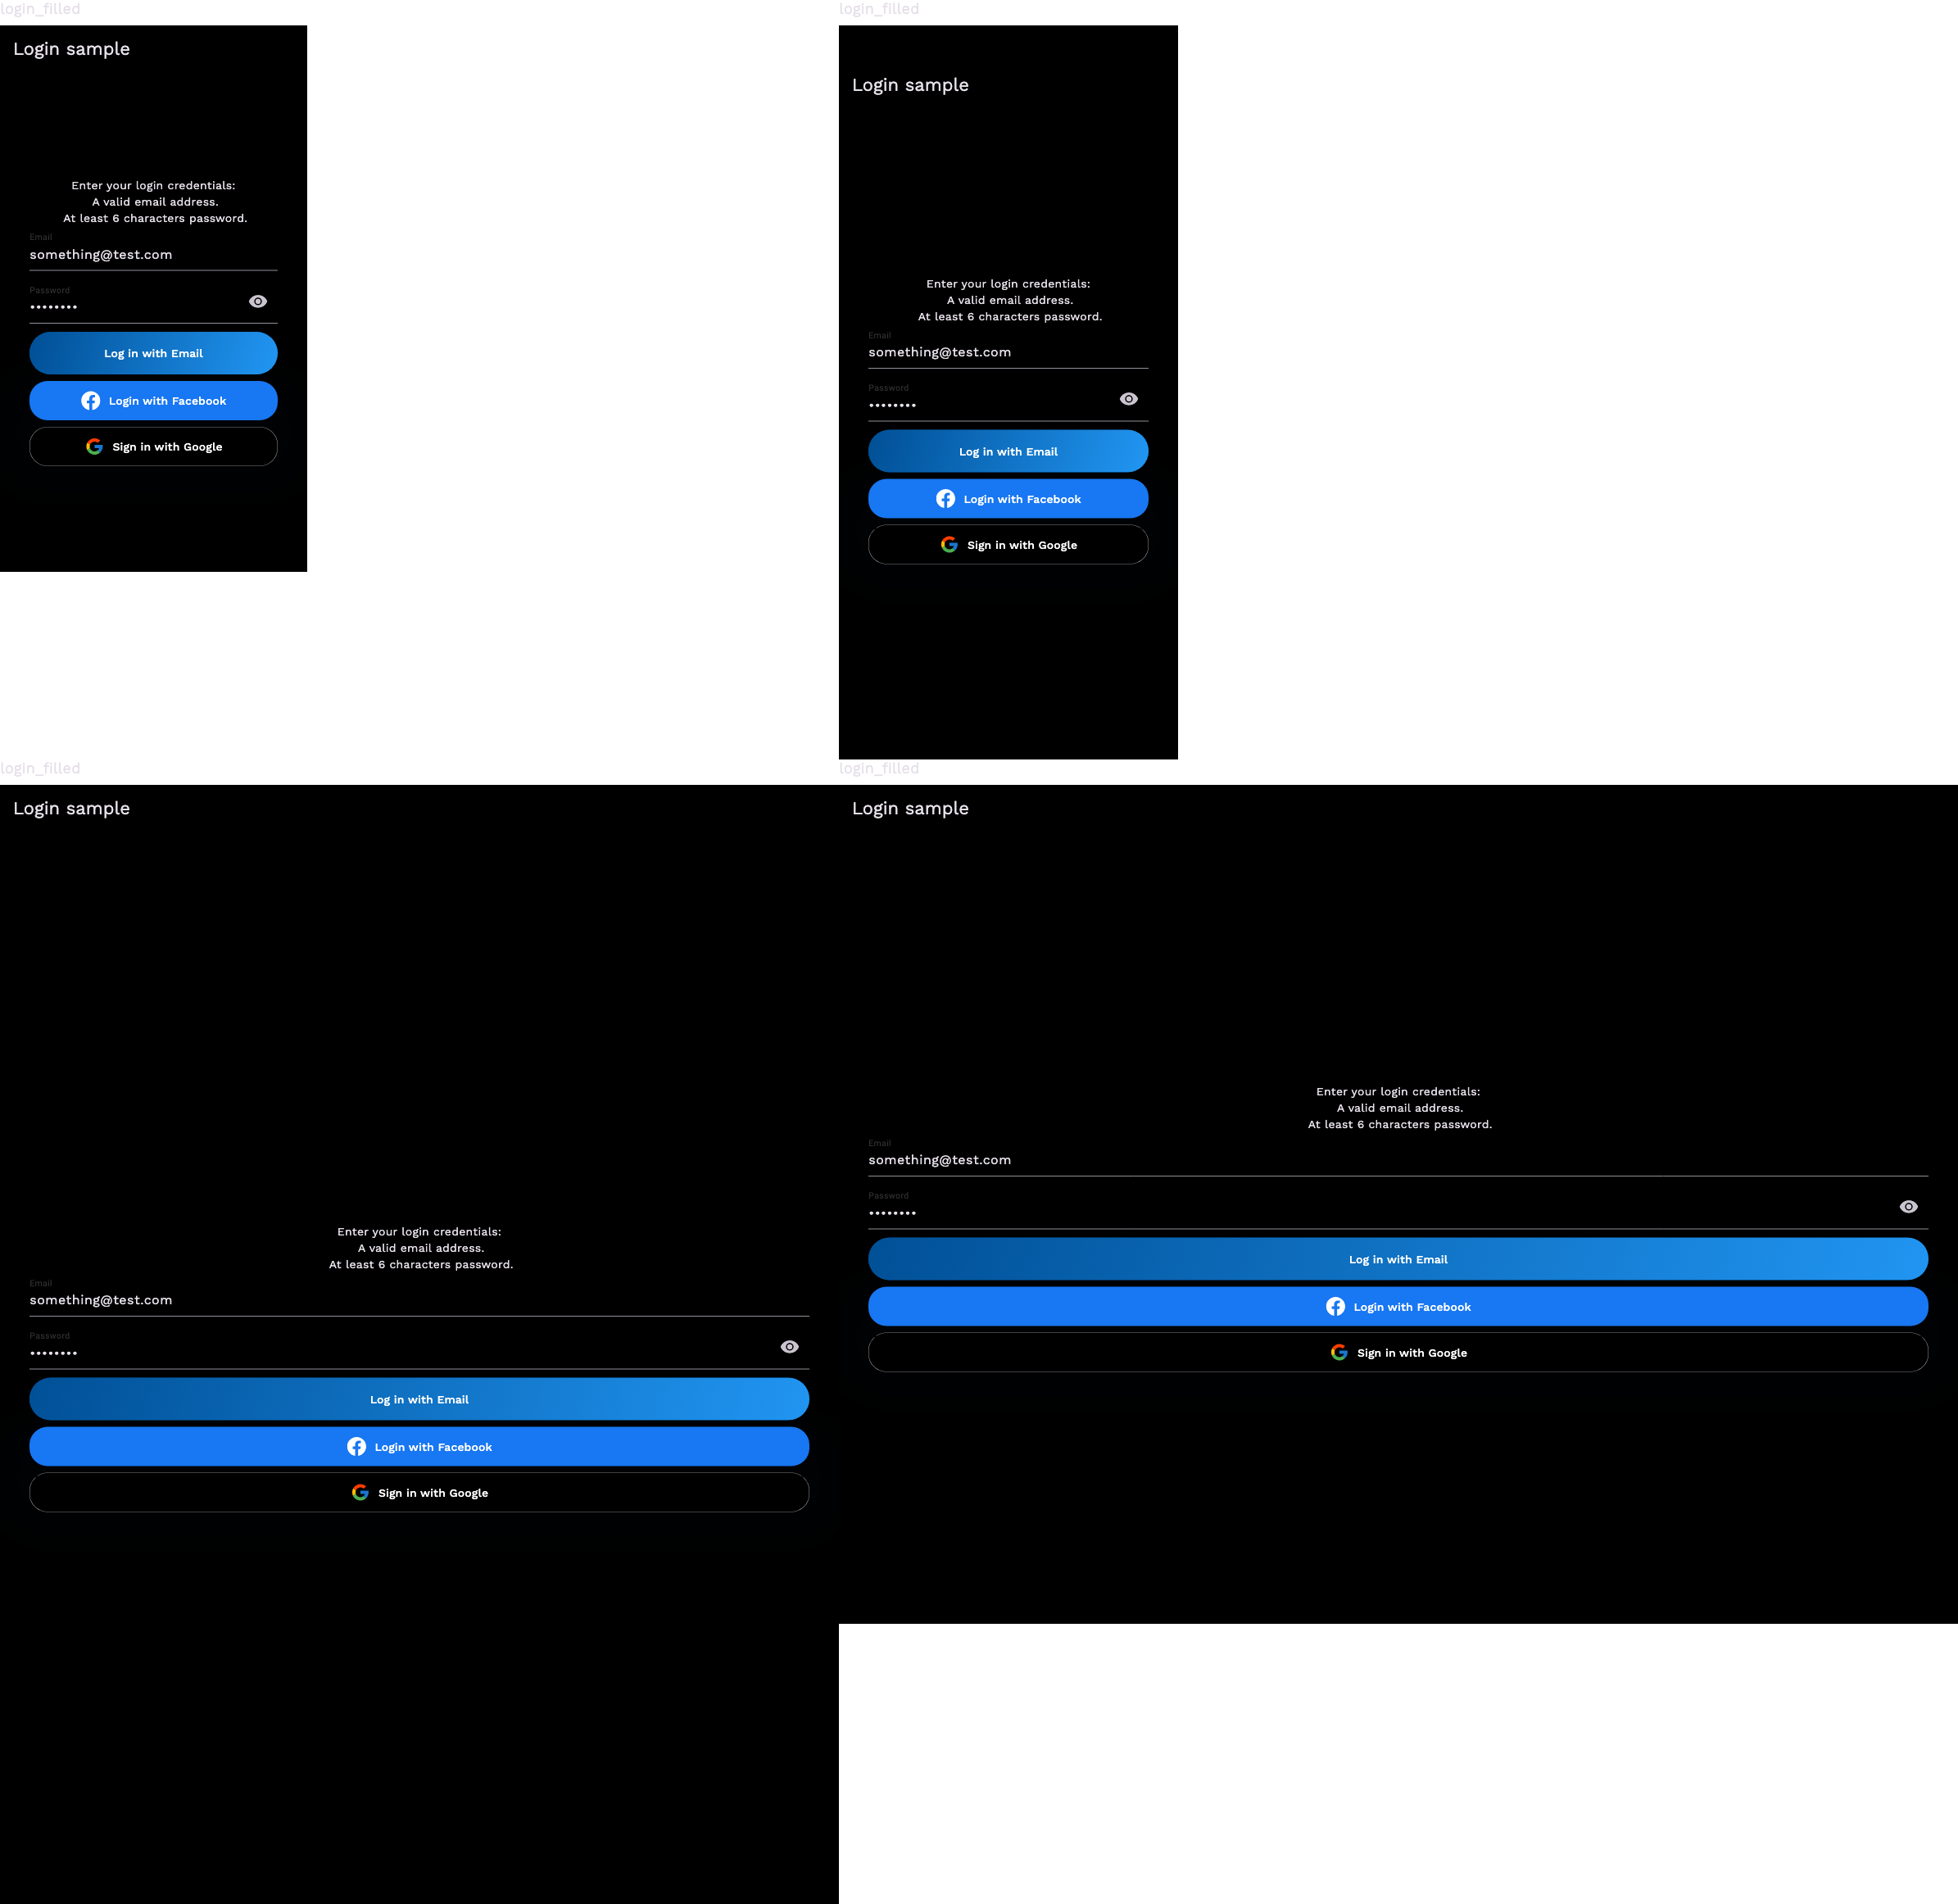 login_filled
Login sample
Enter your login credentials:
A valid email address.
At least 6 characters password.
Email
something@test.com
Password
••••••••
Log in with Email
Login with Facebook
Sign in with Google
login_filled
Login sample
Enter your login credentials:
A valid email address.
At least 6 characters password.
Email
something@test.com
Password
••••••••
Log in with Email
Login with Facebook
Sign in with Google
login_filled
Login sample
Enter your login credentials:
A valid email address.
At least 6 characters password.
Email
something@test.com
Password
••••••••
Log in with Email
Login with Facebook
Sign in with Google
login_filled
Login sample
Enter your login credentials:
A valid email address.
At least 6 characters password.
Email
something@test.com
Password
••••••••
Log in with Email
Login with Facebook
Sign in with Google